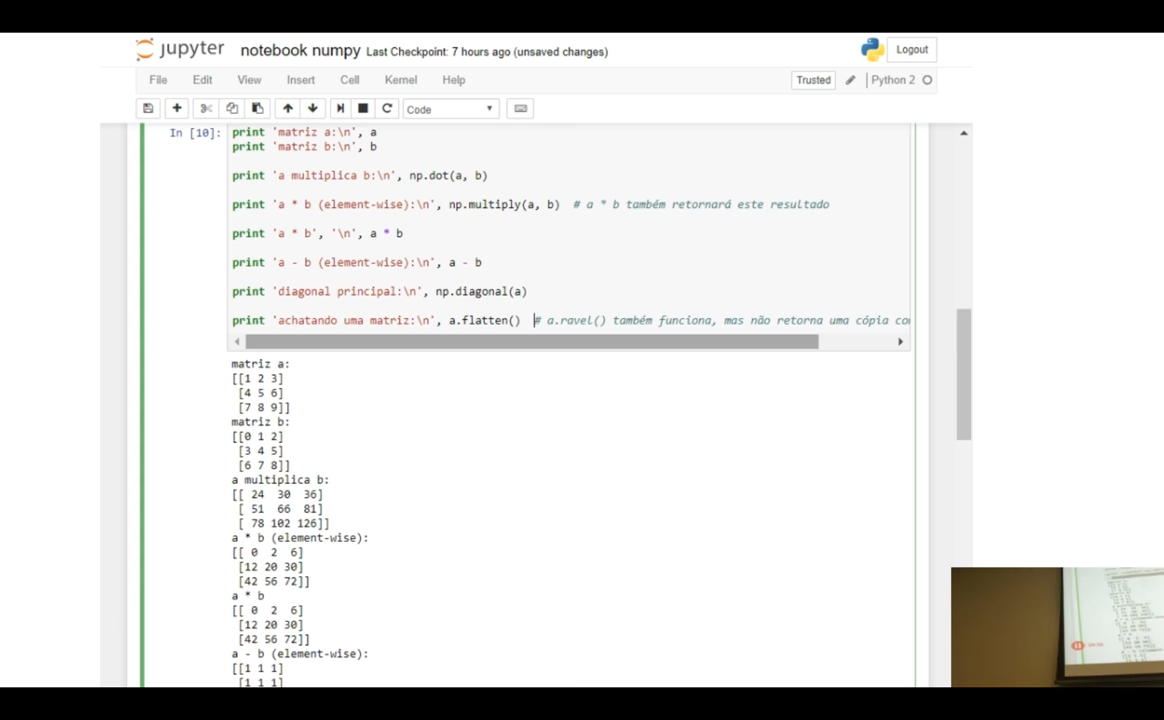 jupyter notebook numpy Last Checkpoint: 7 hours ago (unsaved changes) Logout
File Edit View Insert Cell Kernel Help Trusted Python 2
Code
In [10]: print 'matriz a:\n', a
print 'matriz b:\n', b
print 'a multiplica b:\n', np.dot(a, b)
print 'a * b (element-wise):\n', np.multiply(a, b) # a * b também retornará este resultado
print 'a * b', '\n', a * b
print 'a - b (element-wise):\n', a - b
print 'diagonal principal:\n', np.diagonal(a)
print 'achatando uma matriz:\n', a.flatten() # a.ravel() também funciona, mas não retorna uma cópia
matriz a:
[[1 2 3]
[4 5 6]
[7 8 9]]
matriz b:
[[0 1 2]
[3 4 5]
[6 7 8]]
a multiplica b:
[[ 24 30 36]
[ 51 66 81]
[ 78 102 126]]
a * b (element-wise):
[[ 0 2 6]
[12 20 30]
[42 56 72]]
a * b
[[ 0 2 6]
[12 20 30]
[42 56 72]]
a - b (element-wise):
[[1 1 1]
[1 1 1]